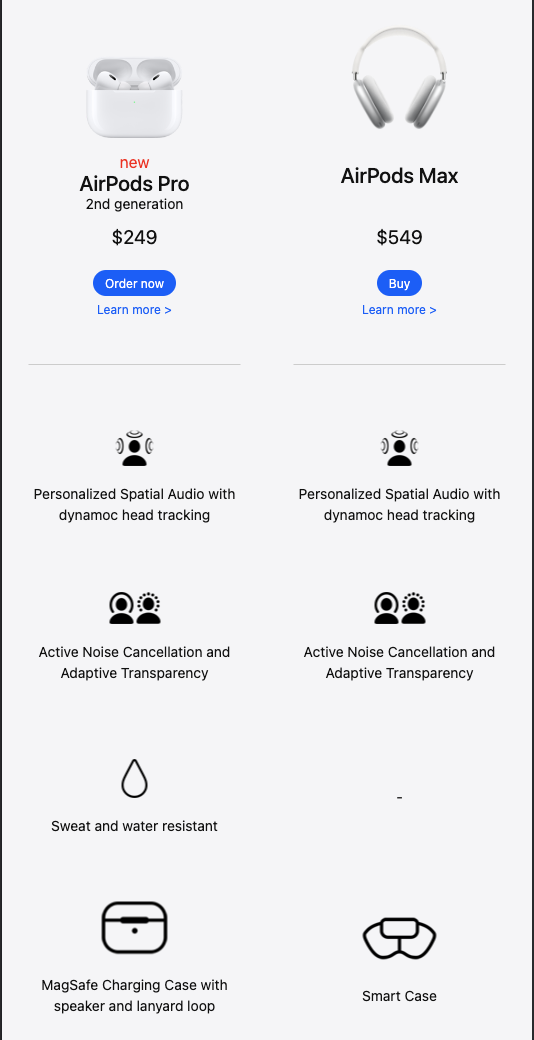 new
AirPods Pro
2nd generation
$249
Order now
Learn more >
AirPods Max
$549
Buy
Learn more >
Personalized Spatial Audio with
dynamoc head tracking
Personalized Spatial Audio with
dynamoc head tracking
Active Noise Cancellation and
Adaptive Transparency
Active Noise Cancellation and
Adaptive Transparency
Sweat and water resistant
-
MagSafe Charging Case with
speaker and lanyard loop
Smart Case